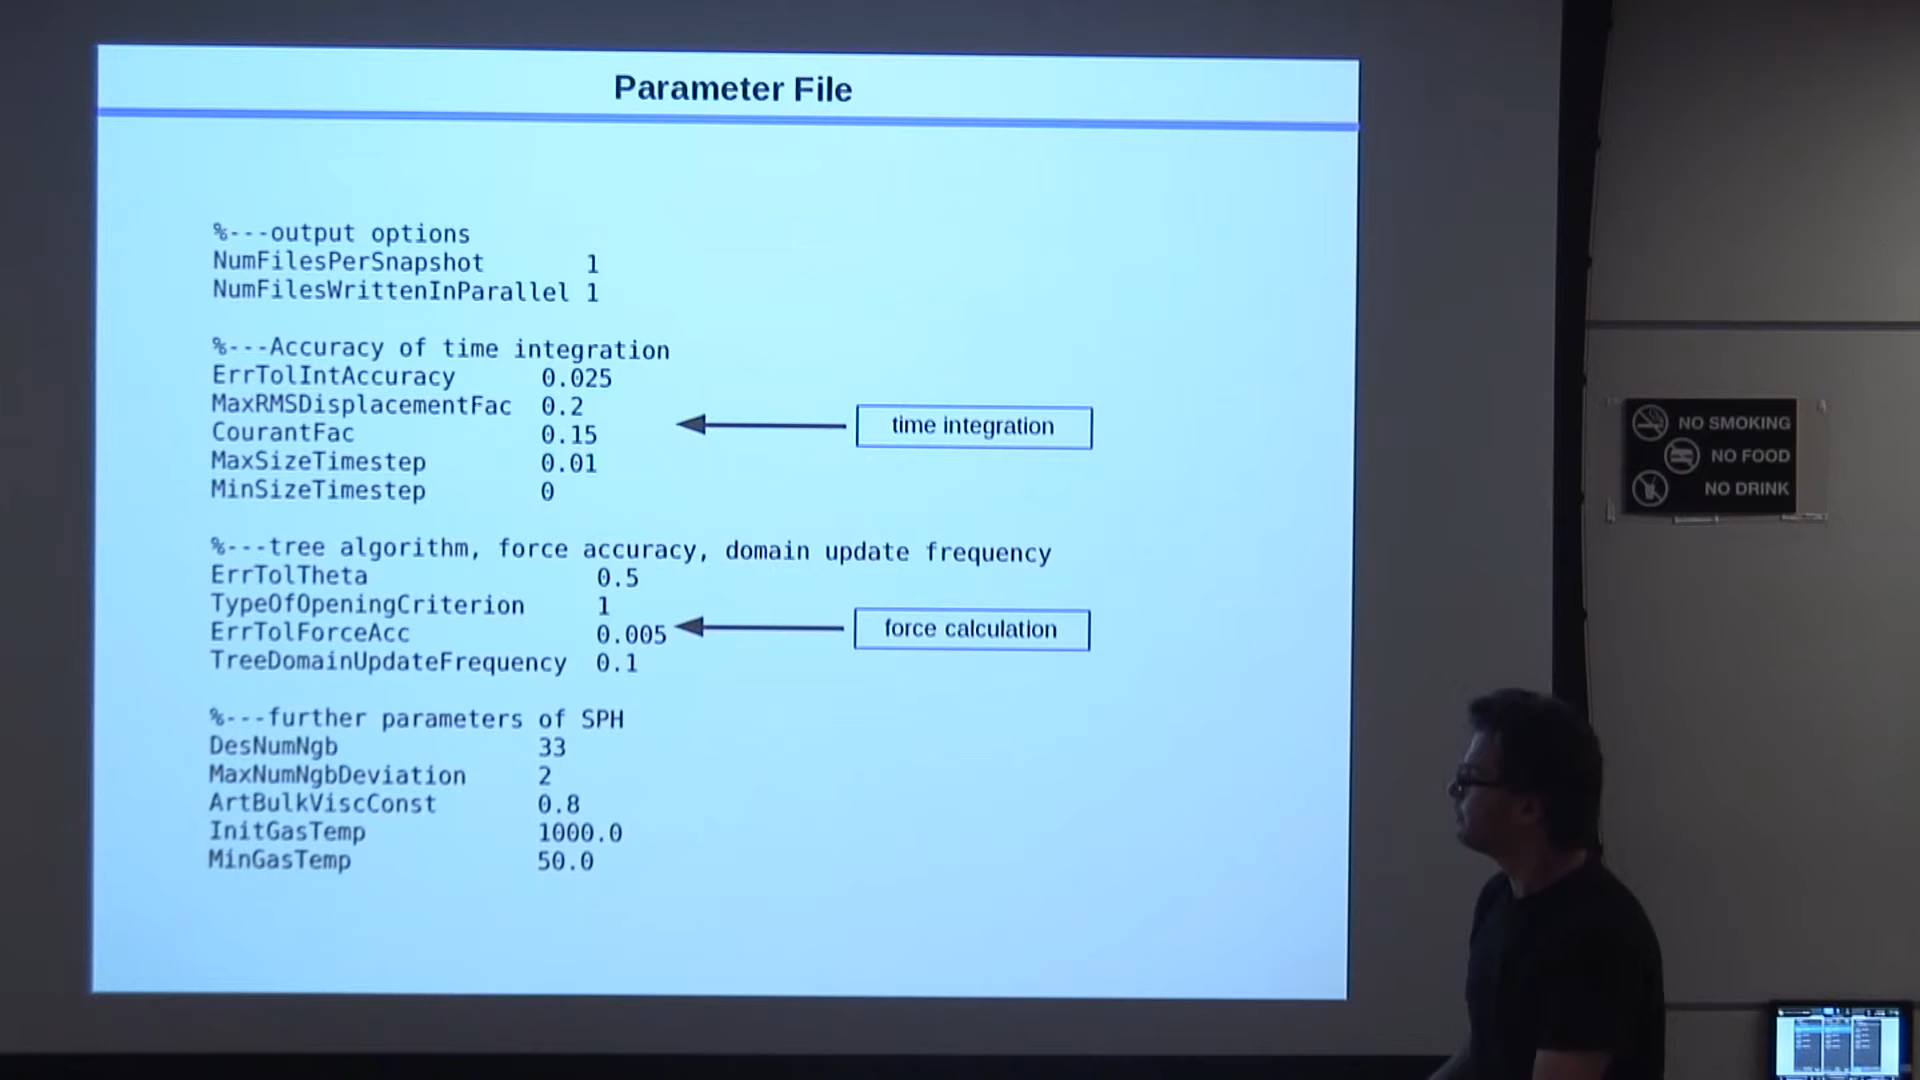 Parameter File
%---output options
NumFilesPerSnapshot 1
NumFilesWrittenInParallel 1
%---Accuracy of time integration
ErrTolIntAccuracy 0.025
MaxRMSDisplacementFac 0.2
CourantFac 0.15
MaxSizeTimestep 0.01
MinSizeTimestep 0
time integration
%---tree algorithm, force accuracy, domain update frequency
ErrTolTheta 0.5
TypeOfOpeningCriterion 1
ErrTolForceAcc 0.005
TreeDomainUpdateFrequency 0.1
force calculation
%---further parameters of SPH
DesNumNgb 33
MaxNumNgbDeviation 2
ArtBulkViscConst 0.8
InitGasTemp 1000.0
MinGasTemp 50.0
NO SMOKING
NO FOOD
NO DRINK